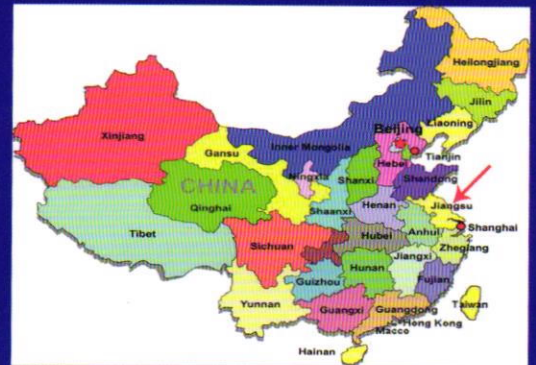 Heilongjiang
Jilin
Liaoning
Xinjiang
Inner Mongolia
Beijing
Gansu
Hebei
Tianjin
Ningxia
Shanxi
Shandong
CHINA
Qinghai
Shaanxi
Henan
Jiangsu
Tibet
Sichuan
Hubei
Anhui
Shanghai
Zhegiang
Guizhou
Hunan
Jiangxi
Yunnan
Fujian
Guangxi
Guangdong
Taiwan
Hong Kong
Macco
Hainan